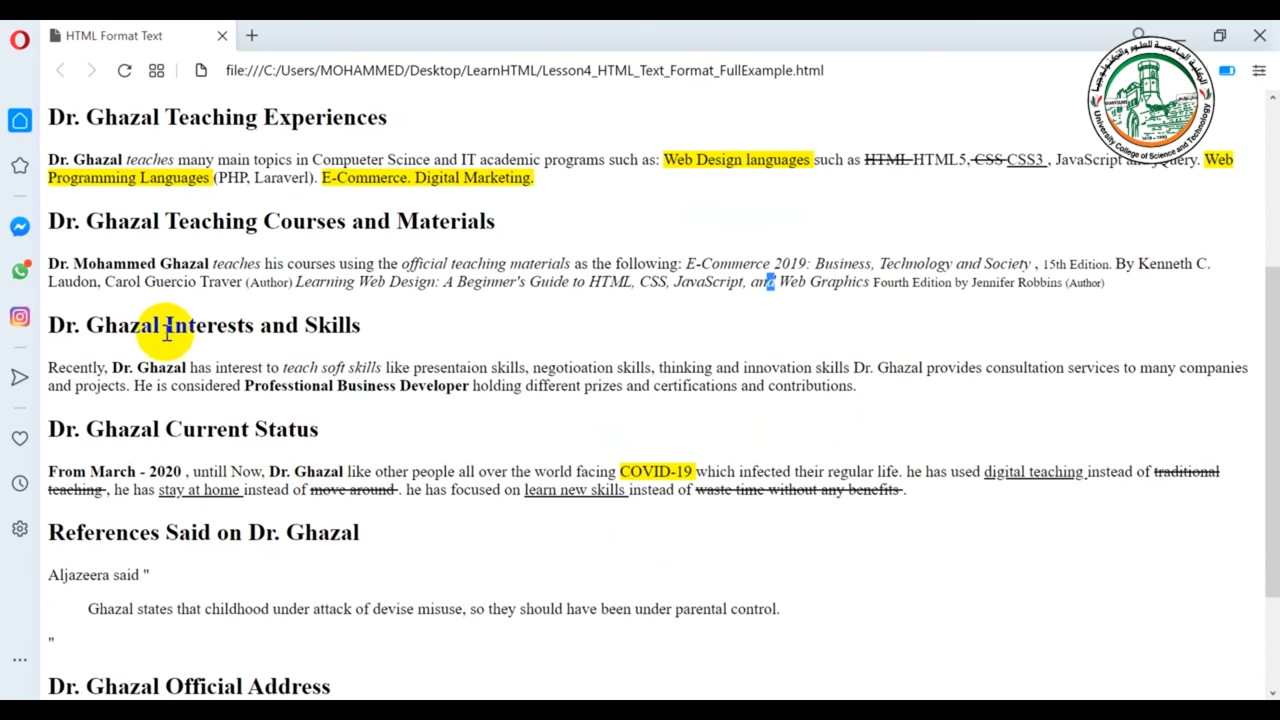 HTML Format Text
file:///C:/Users/MOHAMMED/Desktop/LearnHTML/Lesson4_HTML_Text_Format_FullExample.html
الكلية الجامعية للعلوم والتكنولوجيا
University College of Science and Technology
Dr. Ghazal Teaching Experiences
Dr. Ghazal teaches many main topics in Compueter Scince and IT academic programs such as: Web Design languages such as HTML HTML5, CSS CSS3 , JavaScript and jQuery. Web
Programming Languages (PHP, Laraverl). E-Commerce. Digital Marketing.
Dr. Ghazal Teaching Courses and Materials
Dr. Mohammed Ghazal teaches his courses using the official teaching materials as the following: E-Commerce 2019: Business, Technology and Society , 15th Edition. By Kenneth C.
Laudon, Carol Guercio Traver (Author) Learning Web Design: A Beginner's Guide to HTML, CSS, JavaScript, and Web Graphics Fourth Edition by Jennifer Robbins (Author)
Dr. Ghazal Interests and Skills
Recently, Dr. Ghazal has interest to teach soft skills like presentaion skills, negotioation skills, thinking and innovation skills Dr. Ghazal provides consultation services to many companies
and projects. He is considered Professtional Business Developer holding different prizes and certifications and contributions.
Dr. Ghazal Current Status
From March - 2020 , untill Now, Dr. Ghazal like other people all over the world facing COVID-19 which infected their regular life. he has used digital teaching instead of traditional
teaching , he has stay at home instead of move around . he has focused on learn new skills instead of waste time without any benefits .
References Said on Dr. Ghazal
Aljazeera said "
Ghazal states that childhood under attack of devise misuse, so they should have been under parental control.
"
Dr. Ghazal Official Address